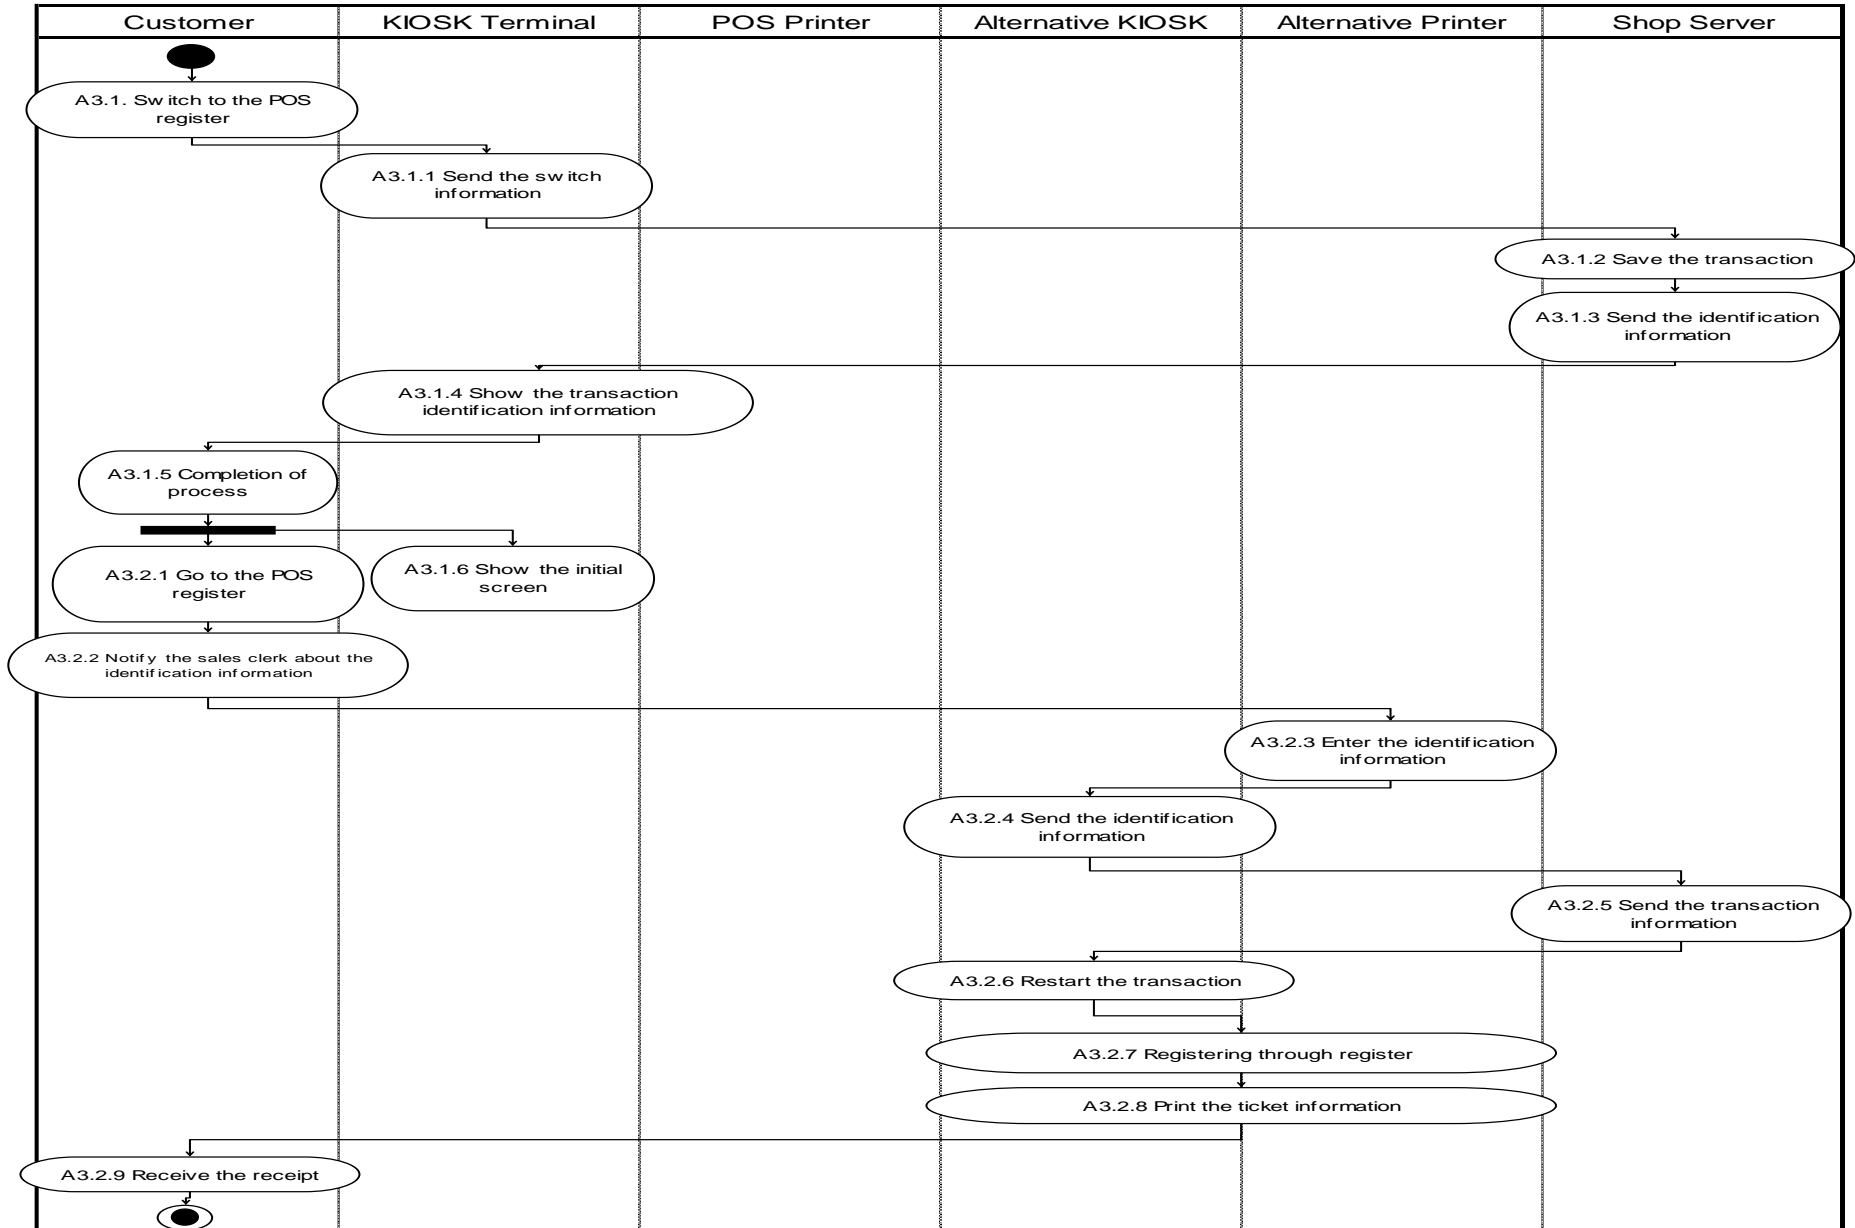 Customer
KIOSK Terminal
POS Printer
Alternative KIOSK
Alternative Printer
Shop Server
A3.1. Switch to the POS
register
A3.1.1 Send the switch
information
A3.1.2 Save the transaction
A3.1.3 Send the identification
information
A3.1.4 Show the transaction
identification information
A3.1.5 Completion of
process
A3.2.1 Go to the POS
register
A3.1.6 Show the initial
screen
A3.2.2 Notify the sales clerk about the
identification information
A3.2.3 Enter the identification
information
A3.2.4 Send the identification
information
A3.2.5 Send the transaction
information
A3.2.6 Restart the transaction
A3.2.7 Registering through register
A3.2.8 Print the ticket information
A3.2.9 Receive the receipt